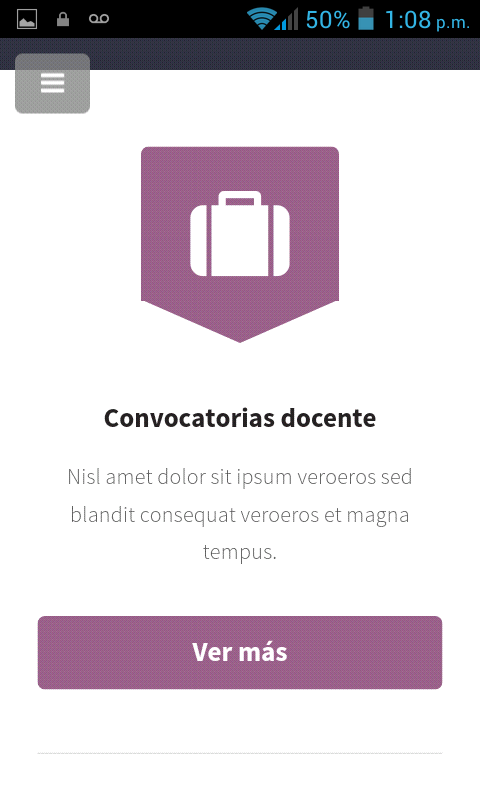 50% 1:08 p.m.
Convocatorias docente
Nisl amet dolor sit ipsum veroeros sed
blandit consequat veroeros et magna
tempus.
Ver más